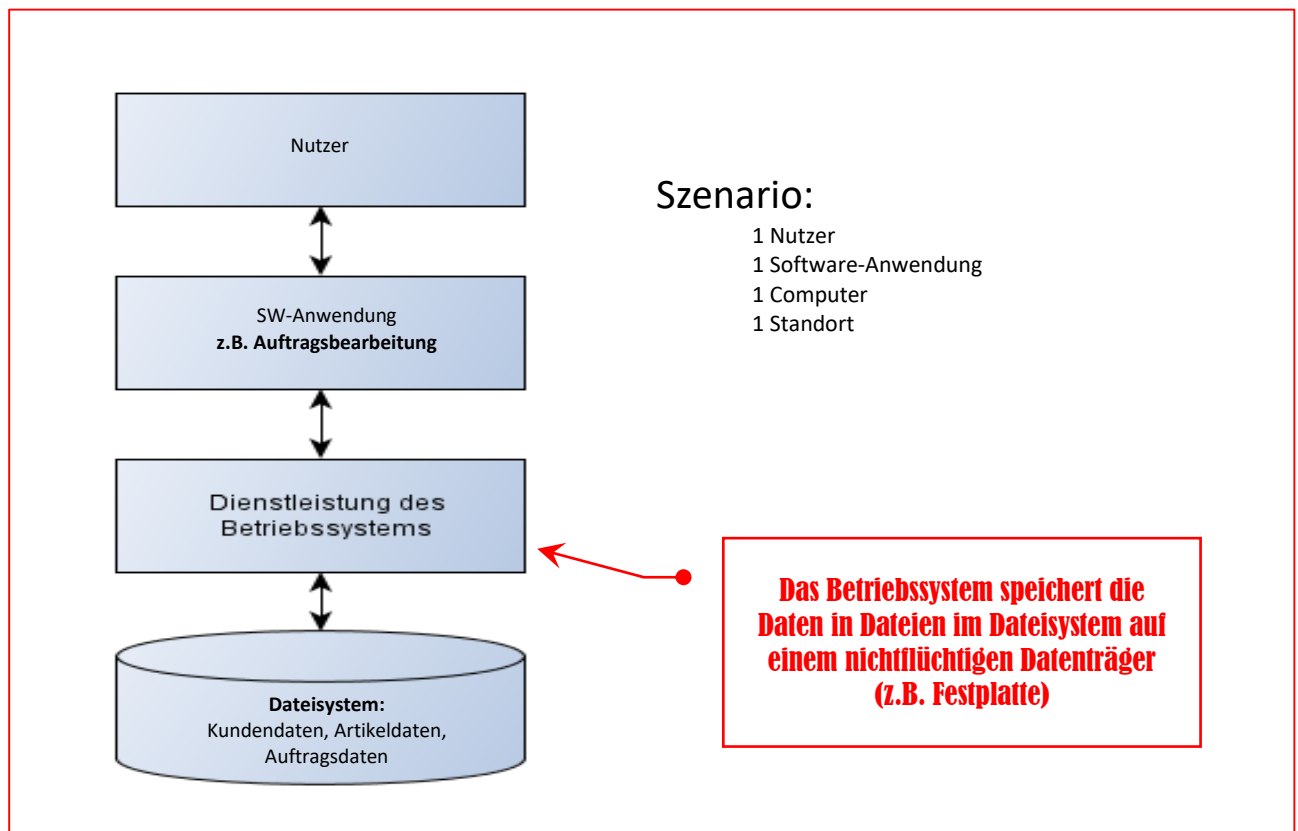 Nutzer
Szenario:
1 Nutzer
1 Software-Anwendung
1 Computer
1 Standort
SW-Anwendung
z.B. Auftragsbearbeitung
Dienstleistung des
Betriebssystems
Das Betriebssystem speichert die
Daten in Dateien im Dateisystem auf
einem nichtflüchtigen Datenträger
(z.B. Festplatte)
Dateisystem:
Kundendaten, Artikeldaten,
Auftragsdaten